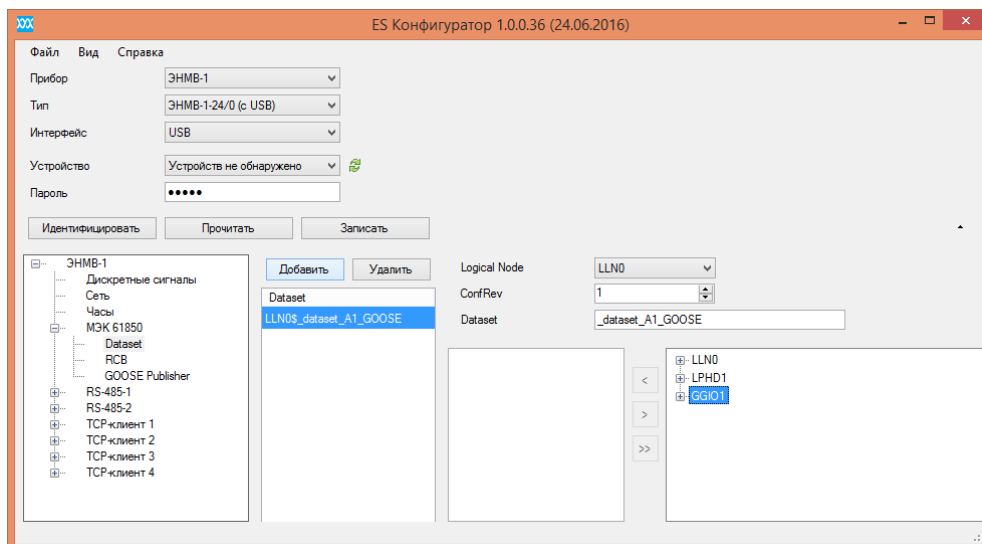 ES Конфигуратор 1.0.0.36 (24.06.2016)
Файл Вид Справка
Прибор ЭНМВ-1
Тип ЭНМВ-1-24/0 (с USB)
Интерфейс USB
Устройство Устройств не обнаружено
Пароль •••••
Идентифицировать Прочитать Записать
ЭНМВ-1
Дискретные сигналы
Сеть
Часы
МЭК 61850
Dataset
RCB
GOOSE Publisher
RS-485-1
RS-485-2
TCP-клиент 1
TCP-клиент 2
TCP-клиент 3
TCP-клиент 4
Добавить Удалить
Dataset
LLN0$_dataset_A1_GOOSE
Logical Node LLN0
ConfRev 1
Dataset _dataset_A1_GOOSE
<
>
>>
LLN0
LPHD1
GGIO1